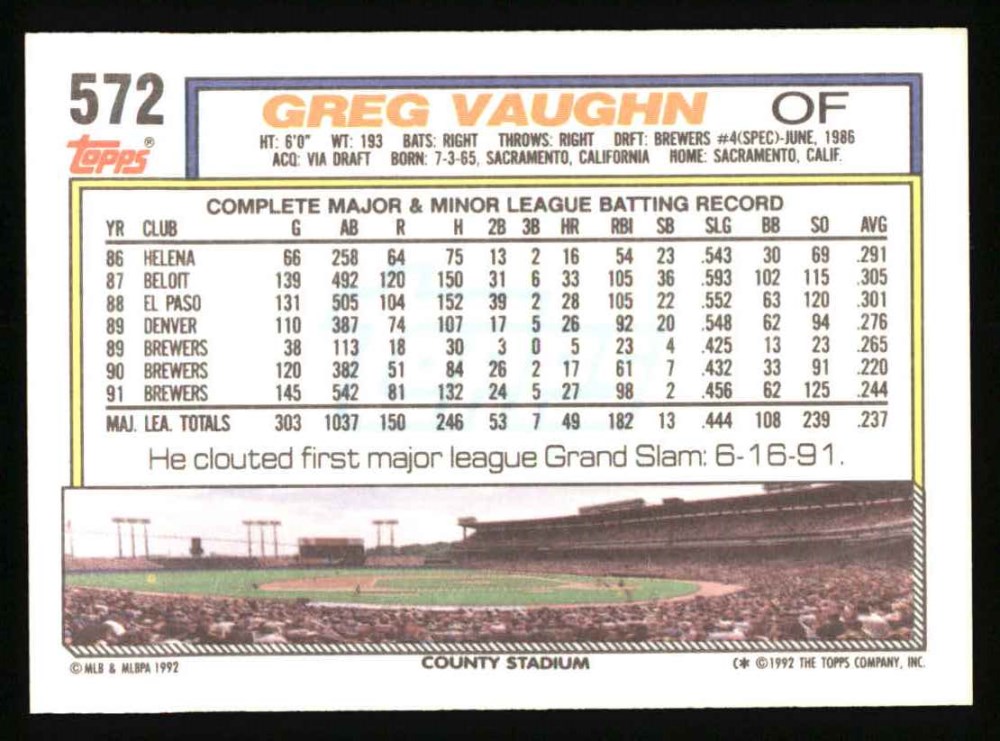 572
Topps®
GREG VAUGHN OF
HT: 6'0" WT: 193 BATS: RIGHT THROWS: RIGHT DRFT: BREWERS #4(SPEC)-JUNE, 1986
ACQ: VIA DRAFT BORN: 7-3-65, SACRAMENTO, CALIFORNIA HOME: SACRAMENTO, CALIF.
COMPLETE MAJOR & MINOR LEAGUE BATTING RECORD
YR CLUB G AB R H 2B 3B HR RBI SB SLG BB SO AVG
86 HELENA 66 258 64 75 13 2 16 54 23 .543 30 69 .291
87 BELOIT 139 492 120 150 31 6 33 105 36 .593 102 115 .305
88 EL PASO 131 505 104 152 39 2 28 105 22 .552 63 120 .301
89 DENVER 110 387 74 107 17 5 26 92 20 .548 62 94 .276
89 BREWERS 38 113 18 30 3 0 5 23 4 .425 13 23 .265
90 BREWERS 120 382 51 84 26 2 17 61 7 .432 33 91 .220
91 BREWERS 145 542 81 132 24 5 27 98 2 .456 62 125 .244
MAJ. LEA. TOTALS 303 1037 150 246 53 7 49 182 13 .444 108 239 .237
He clouted first major league Grand Slam: 6-16-91.
© MLB & MLBPA 1992
COUNTY STADIUM
C* ©1992 THE TOPPS COMPANY, INC.